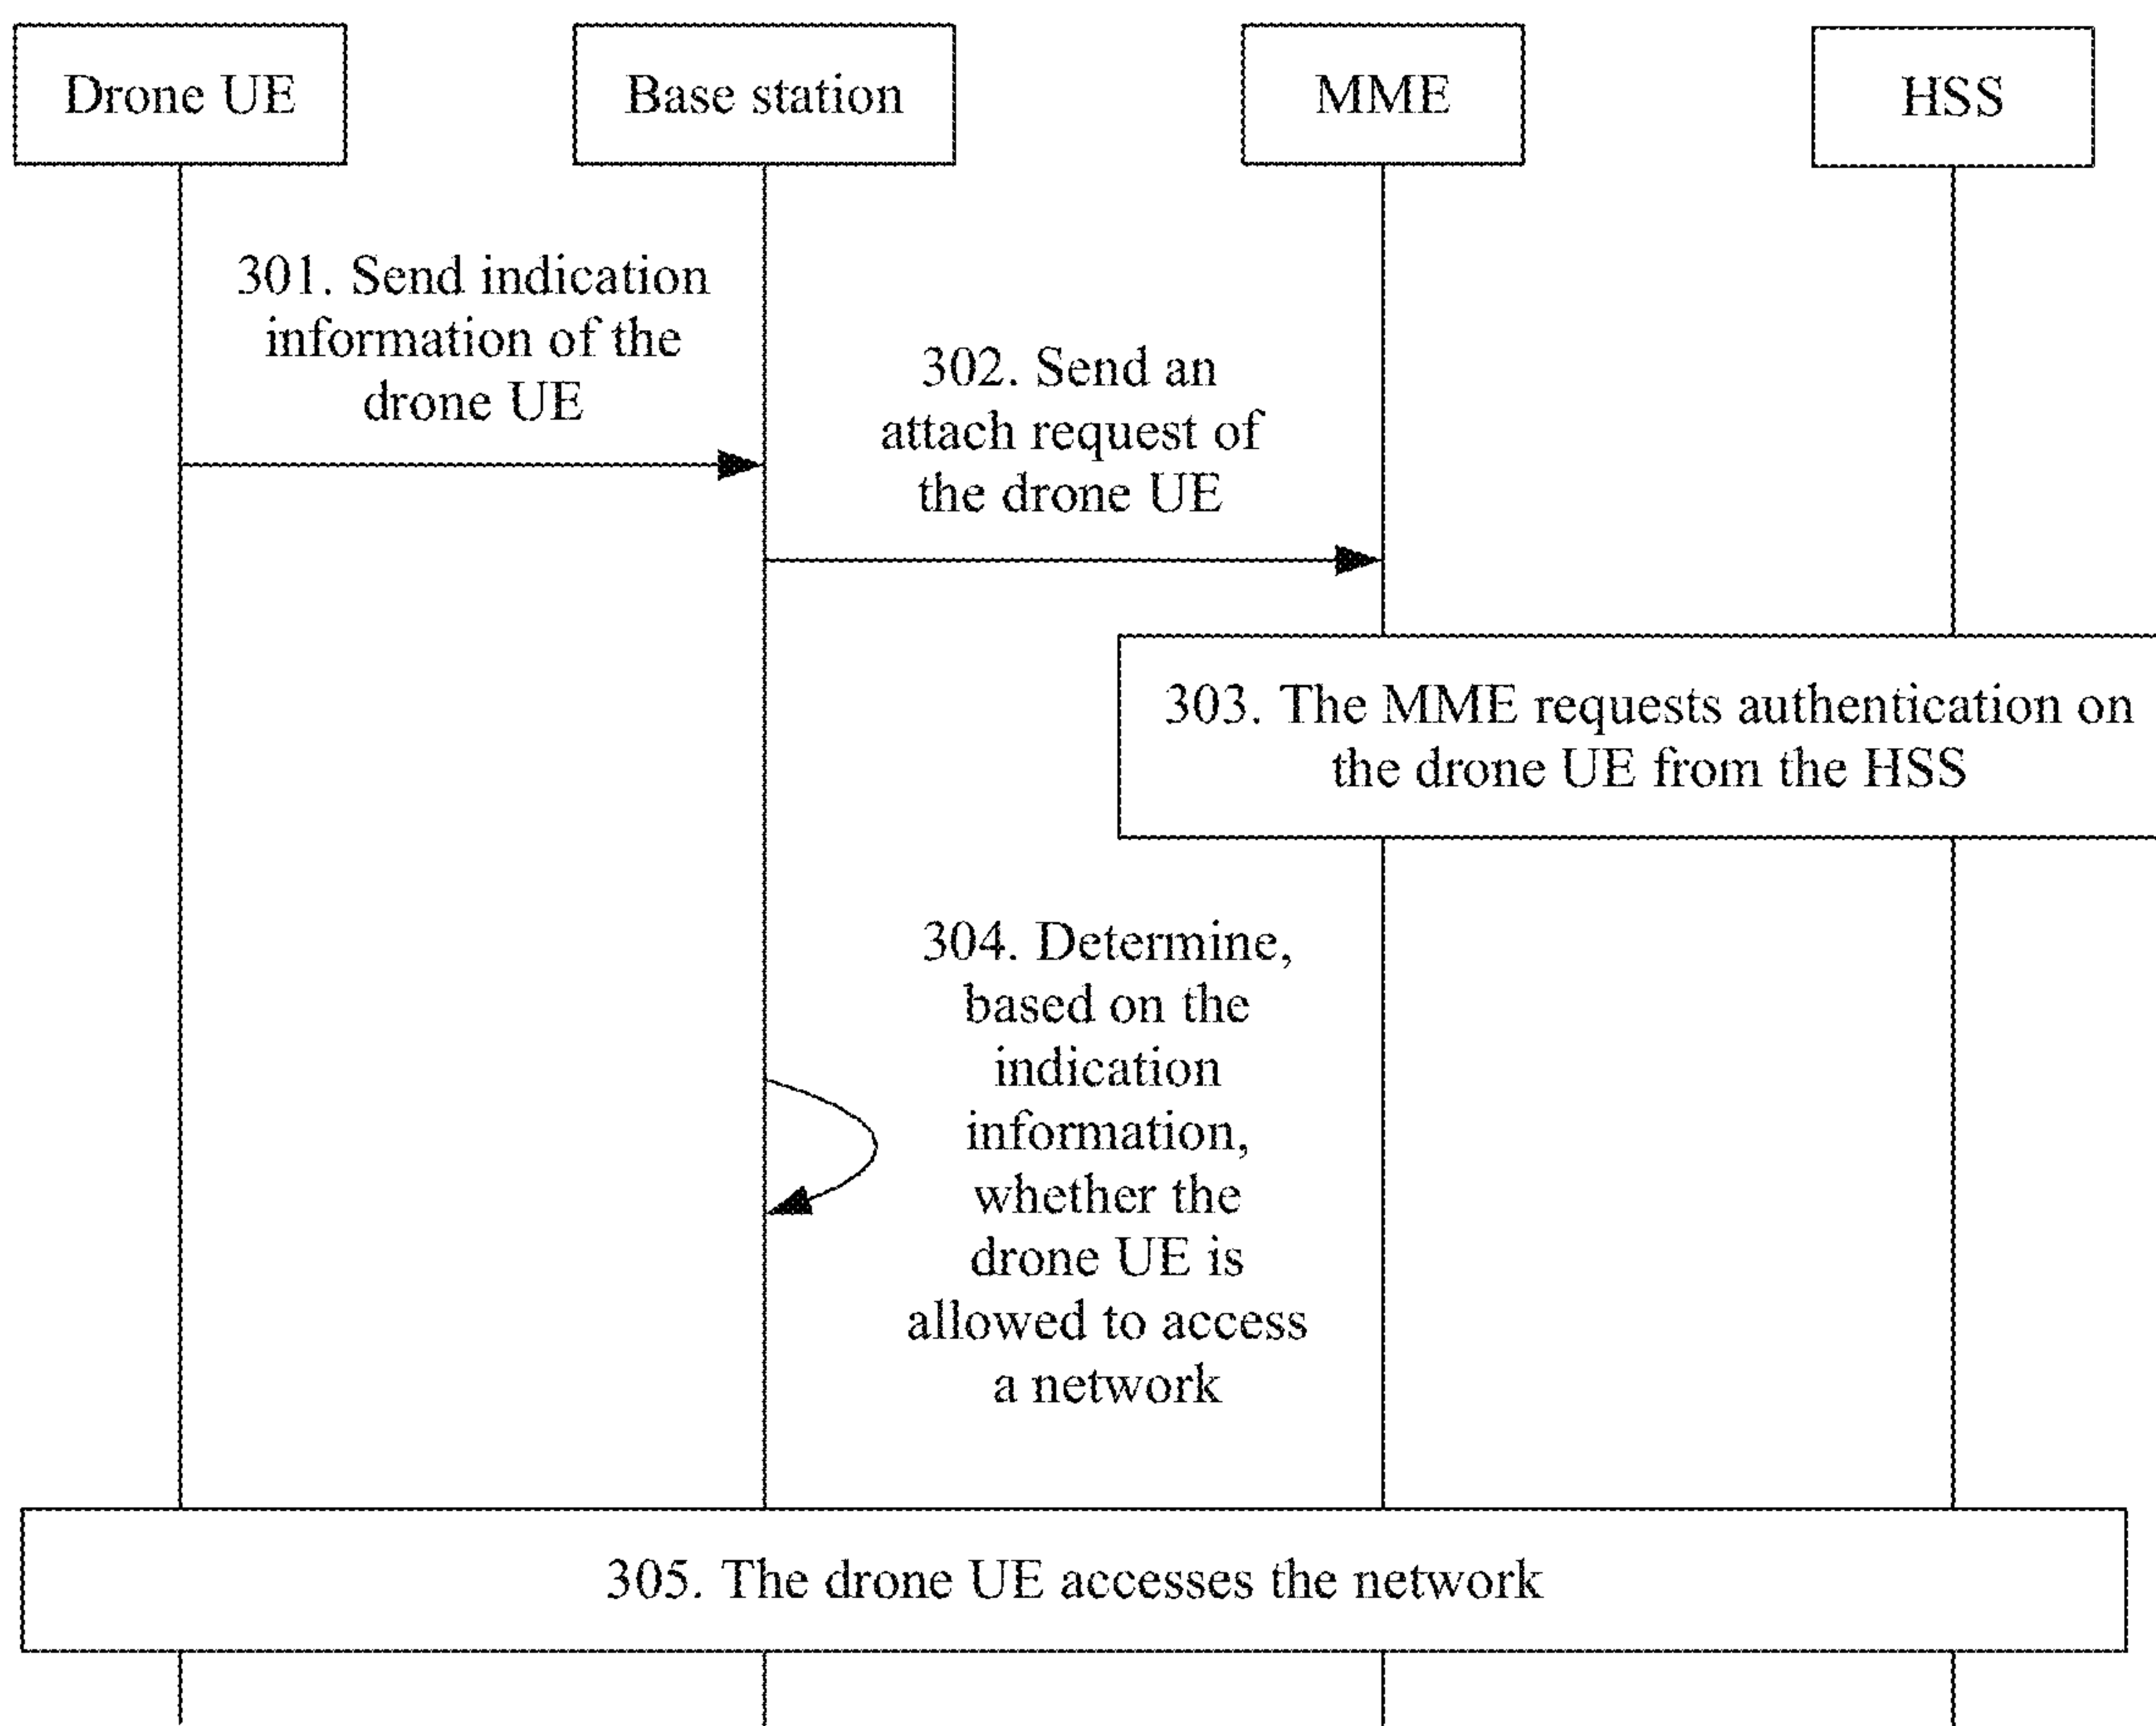 Drone UE
Base station
MME
HSS
301. Send indication
information of the
drone UE
302. Send an
attach request of
the drone UE
303. The MME requests authentication on
the drone UE from the HSS
304. Determine,
based on the
indication
information,
whether the
drone UE is
allowed to access
a network
305. The drone UE accesses the network